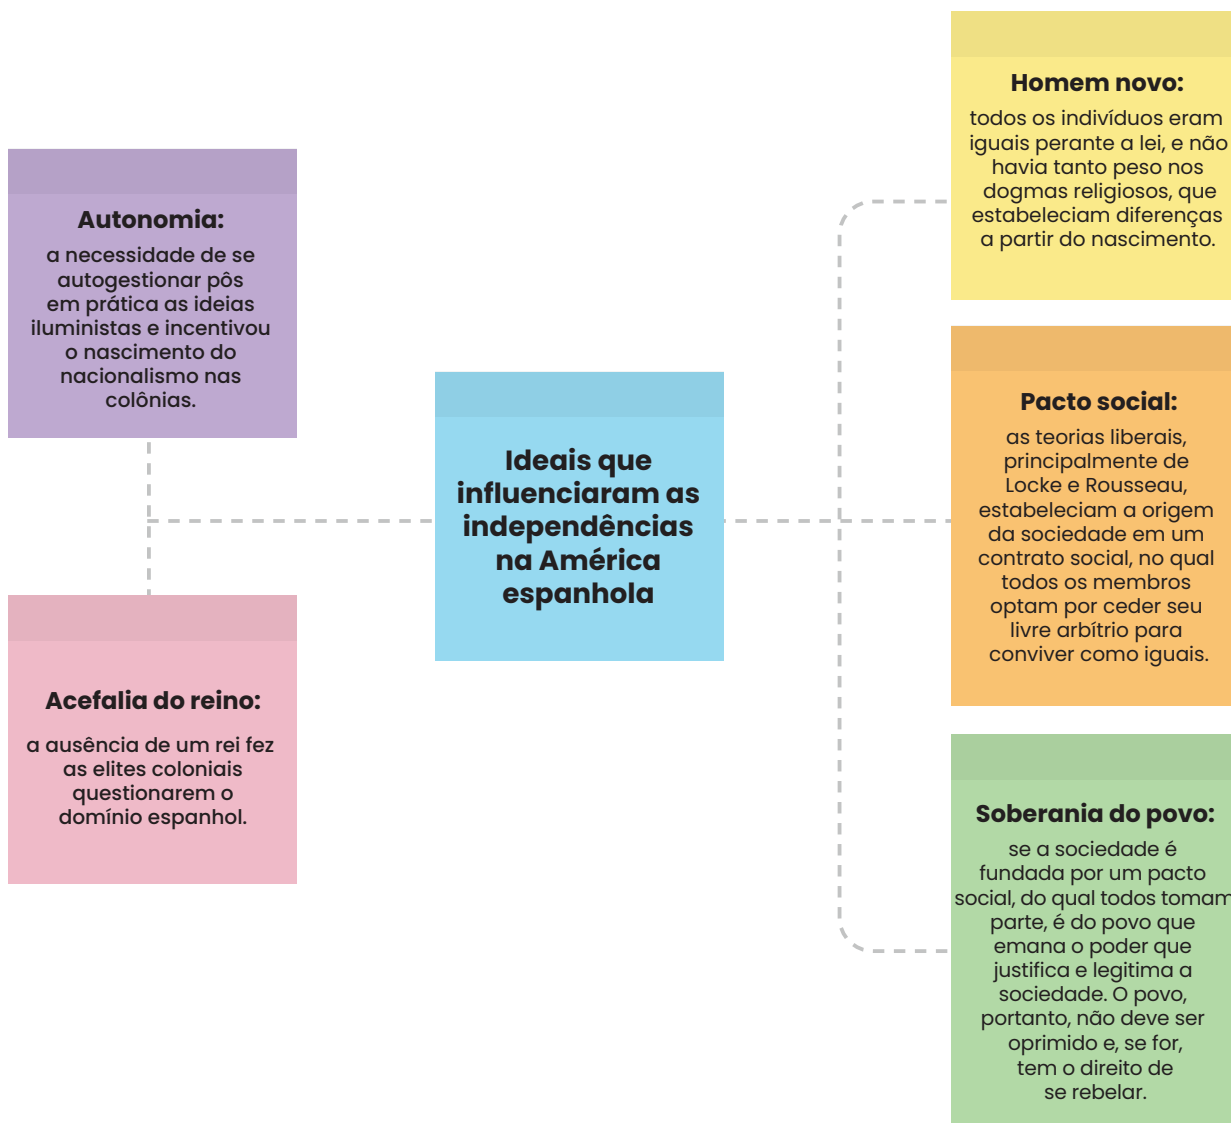 Autonomia:
a necessidade de se
autogestionar pôs
em prática as ideias
iluministas e incentivou
o nascimento do
nacionalismo nas
colônias.
Acefalia do reino:
a ausência de um rei fez
as elites coloniais
questionarem o
domínio espanhol.
Ideais que
influenciaram as
independências
na América
espanhola
Homem novo:
todos os indivíduos eram
iguais perante a lei, e não
havia tanto peso nos
dogmas religiosos, que
estabeleciam diferenças
a partir do nascimento.
Pacto social:
as teorias liberais,
principalmente de
Locke e Rousseau,
estabeleciam a origem
da sociedade em um
contrato social, no qual
todos os membros
optam por ceder seu
livre arbítrio para
conviver como iguais.
Soberania do povo:
se a sociedade é
fundada por um pacto
social, do qual todos tomam
parte, é do povo que
emana o poder que
justifica e legitima a
sociedade. O povo,
portanto, não deve ser
oprimido e, se for,
tem o direito de
se rebelar.